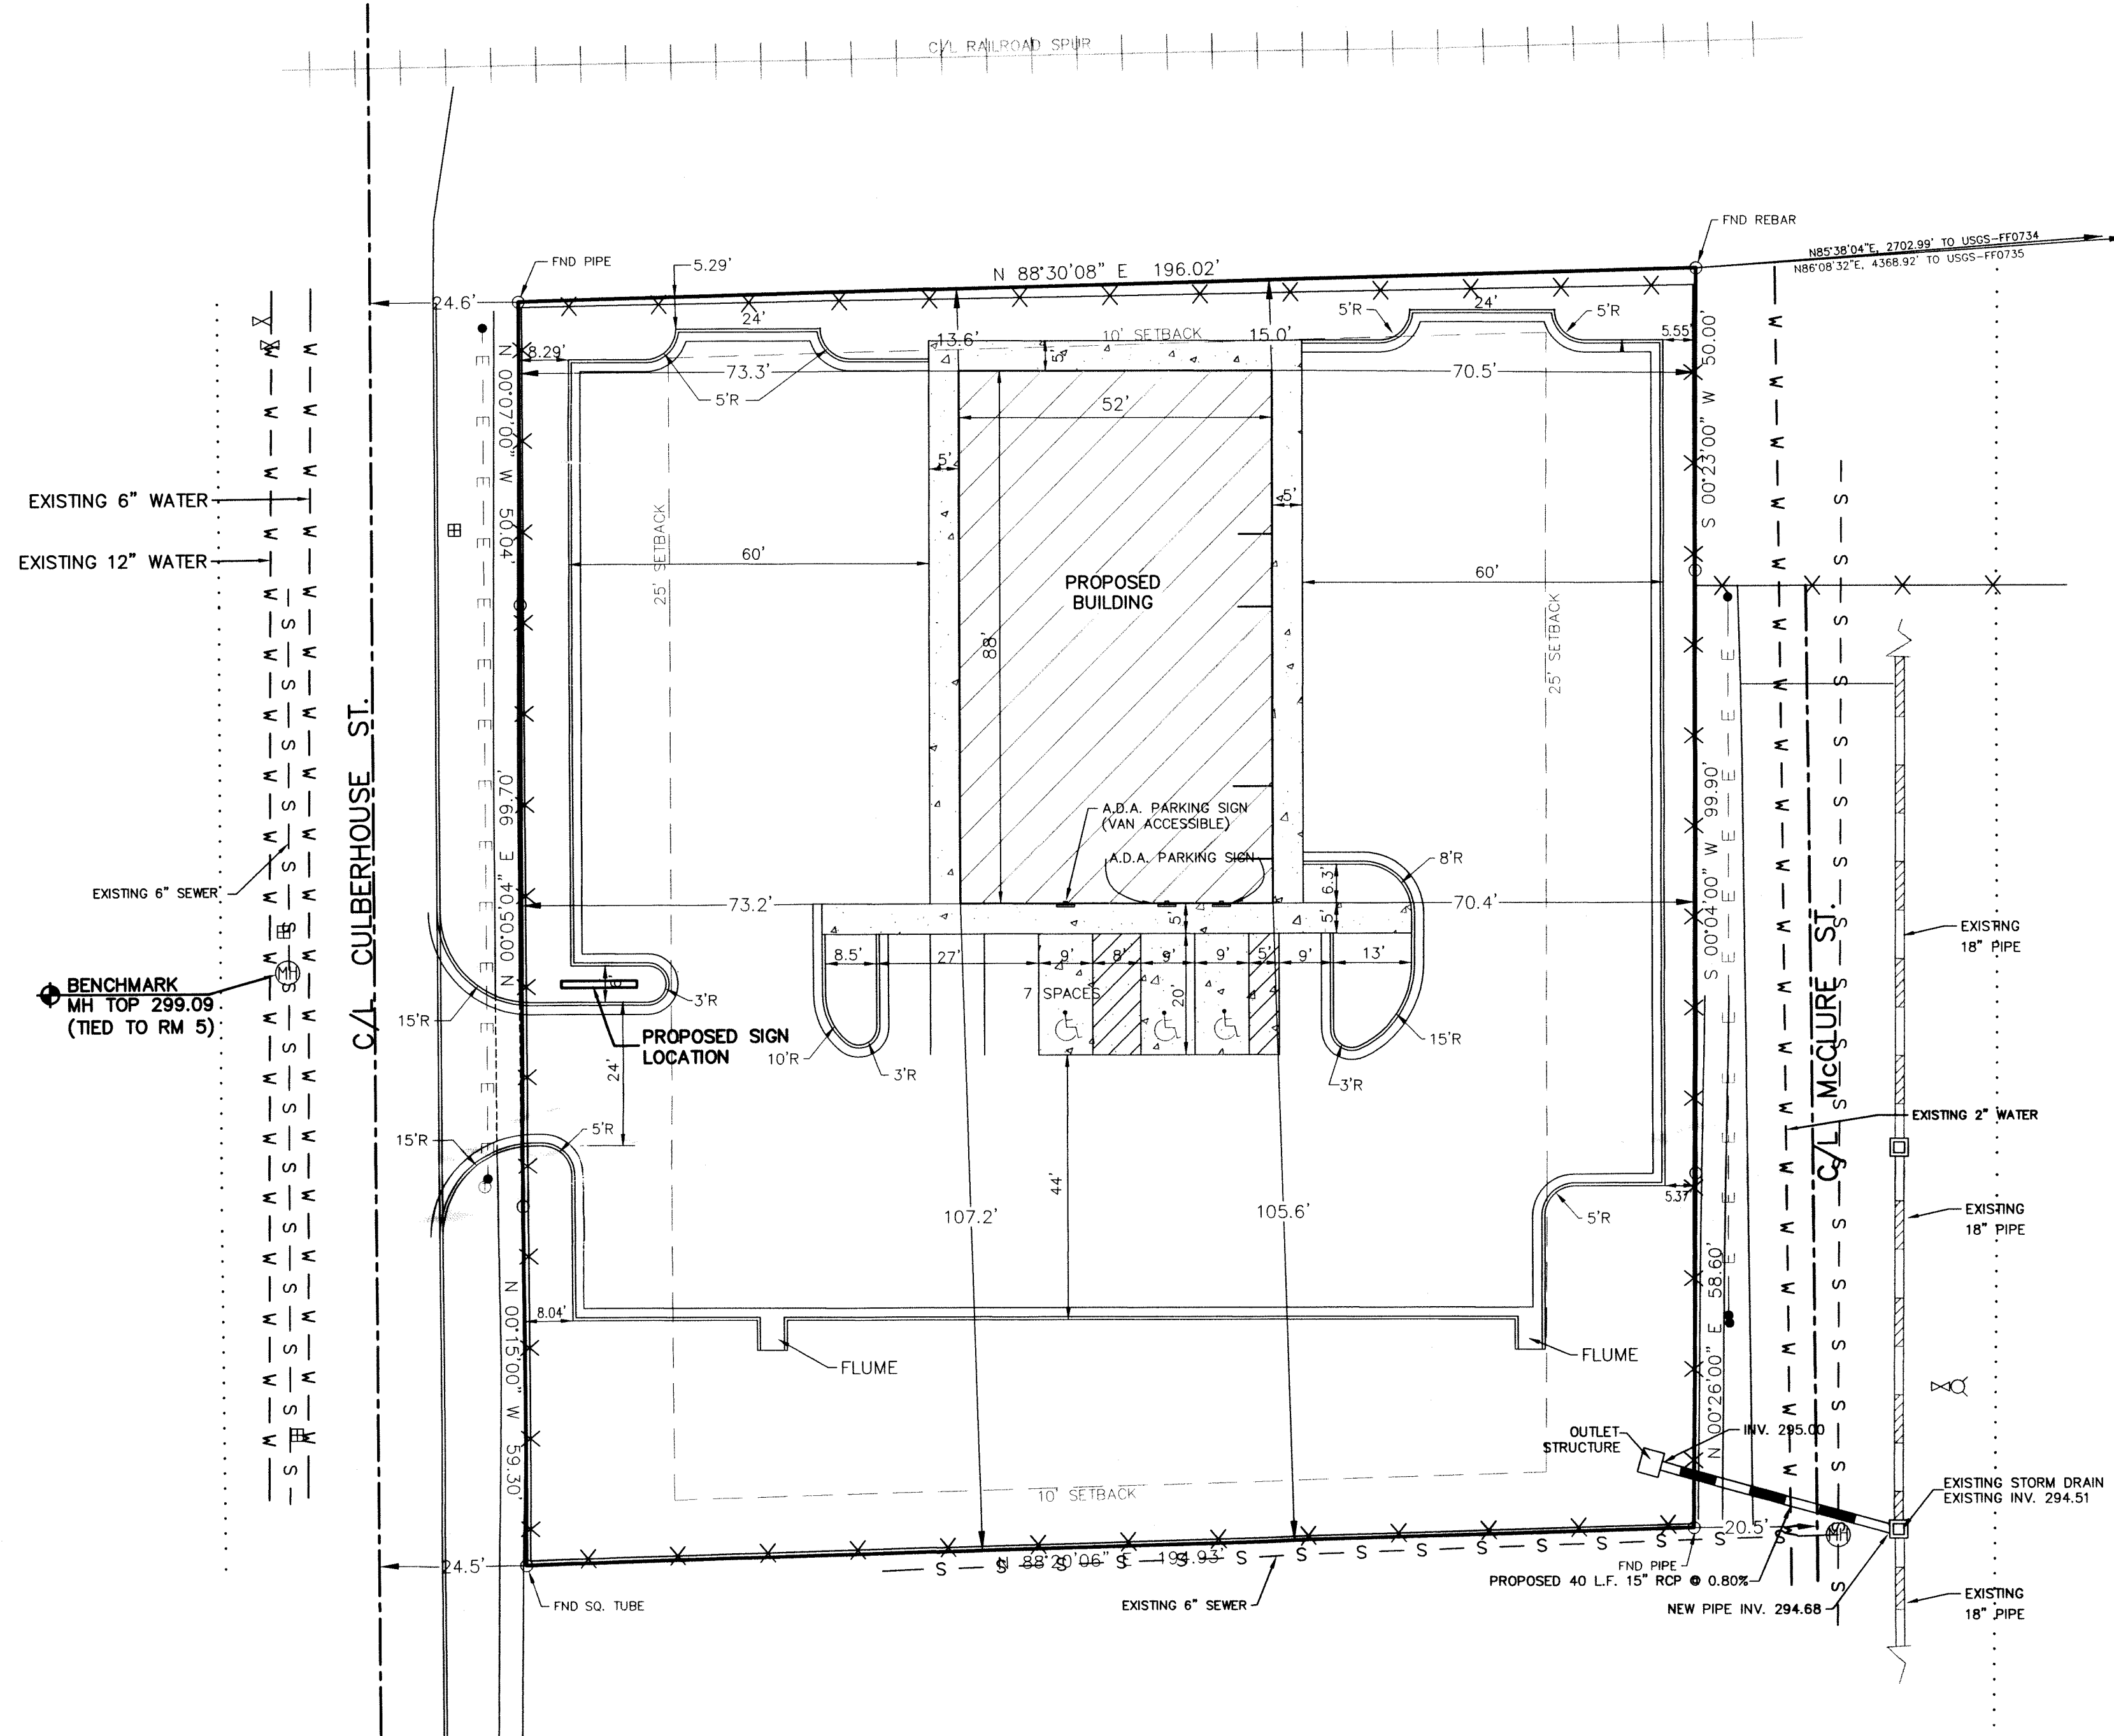 C/L RAILROAD SPUR
FND REBAR
N85°38'04"E, 2702.99' TO USGS-FF0734
N86°08'32"E, 4368.92' TO USGS-FF0735
FND PIPE
5.29'
N 88°30'08" E 196.02'
24.6'
24'
24'
5'R
5'R
5.55'
8.29'
13.6'
10' SETBACK
15.0'
5'
73.3'
70.5'
5'R
52'
N 00°07'00" W 50.04'
S 00°23'00" W 50.00'
5'
5'
EXISTING 6" WATER
EXISTING 12" WATER
25' SETBACK
60'
60'
PROPOSED
BUILDING
88'
25' SETBACK
C/L CULBERHOUSE ST.
A.D.A. PARKING SIGN
(VAN ACCESSIBLE)
A.D.A. PARKING SIGN
8'R
6.3'
S 00°04'00" W 99.90'
EXISTING 6" SEWER
N 00°50'40" E 99.70'
73.2'
70.4'
5'
5'
EXISTING
18" PIPE
8.5'
27'
9'
8'
9'
9'
5'
9'
13'
BENCHMARK
MH TOP 299.09
(TIED TO RM 5)
MH
6'
3'R
7 SPACES
20'
15'R
PROPOSED SIGN
LOCATION
10'R
3'R
3'R
15'R
24'
C/L McCLURE ST.
EXISTING 2" WATER
15'R
5'R
44'
5.37'
5'R
107.2'
105.6'
EXISTING
18" PIPE
N 00°15'00" W 59.30'
8.04'
FLUME
FLUME
N 00°26'00" E 58.60'
OUTLET
STRUCTURE
INV. 295.00
10' SETBACK
EXISTING STORM DRAIN
EXISTING INV. 294.51
20.5'
MH
24.5'
N 88°20'06" E 194.93'
FND PIPE
PROPOSED 40 L.F. 15" RCP @ 0.80%
FND SQ. TUBE
EXISTING 6" SEWER
NEW PIPE INV. 294.68
EXISTING
18" PIPE